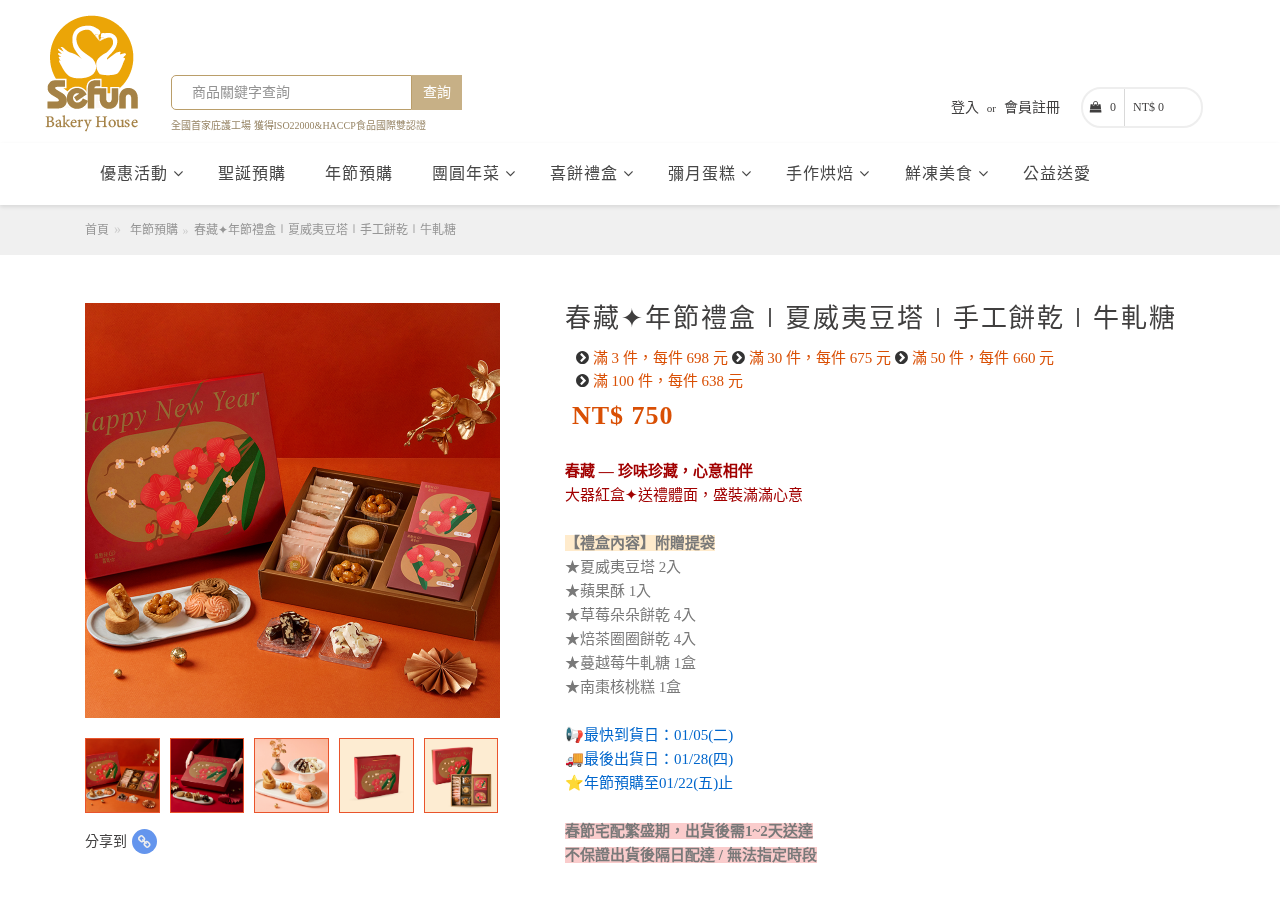 Sefun
Bakery House
商品關鍵字查詢
查詢
全國首家庇護工場 獲得ISO22000&HACCP食品國際雙認證
登入 or 會員註冊
0
NT$ 0
優惠活動
聖誕預購
年節預購
團圓年菜
喜餅禮盒
彌月蛋糕
手作烘焙
鮮凍美食
公益送愛
首頁 » 年節預購 » 春藏✦年節禮盒∣夏威夷豆塔∣手工餅乾∣牛軋糖
Happy New Year
春藏✦年節禮盒∣夏威夷豆塔∣手工餅乾∣牛軋糖
滿 3 件，每件 698 元 滿 30 件，每件 675 元 滿 50 件，每件 660 元
滿 100 件，每件 638 元
NT$ 750
春藏 — 珍味珍藏，心意相伴
大器紅盒✦送禮體面，盛裝滿滿心意
【禮盒內容】附贈提袋
★夏威夷豆塔 2入
★蘋果酥 1入
★草莓朵朵餅乾 4入
★焙茶圈圈餅乾 4入
★蔓越莓牛軋糖 1盒
★南棗核桃糕 1盒
📢最快到貨日：01/05(二)
🚚最後出貨日：01/28(四)
⭐年節預購至01/22(五)止
春節宅配繁盛期，出貨後需1~2天送達
不保證出貨後隔日配達 / 無法指定時段
分享到